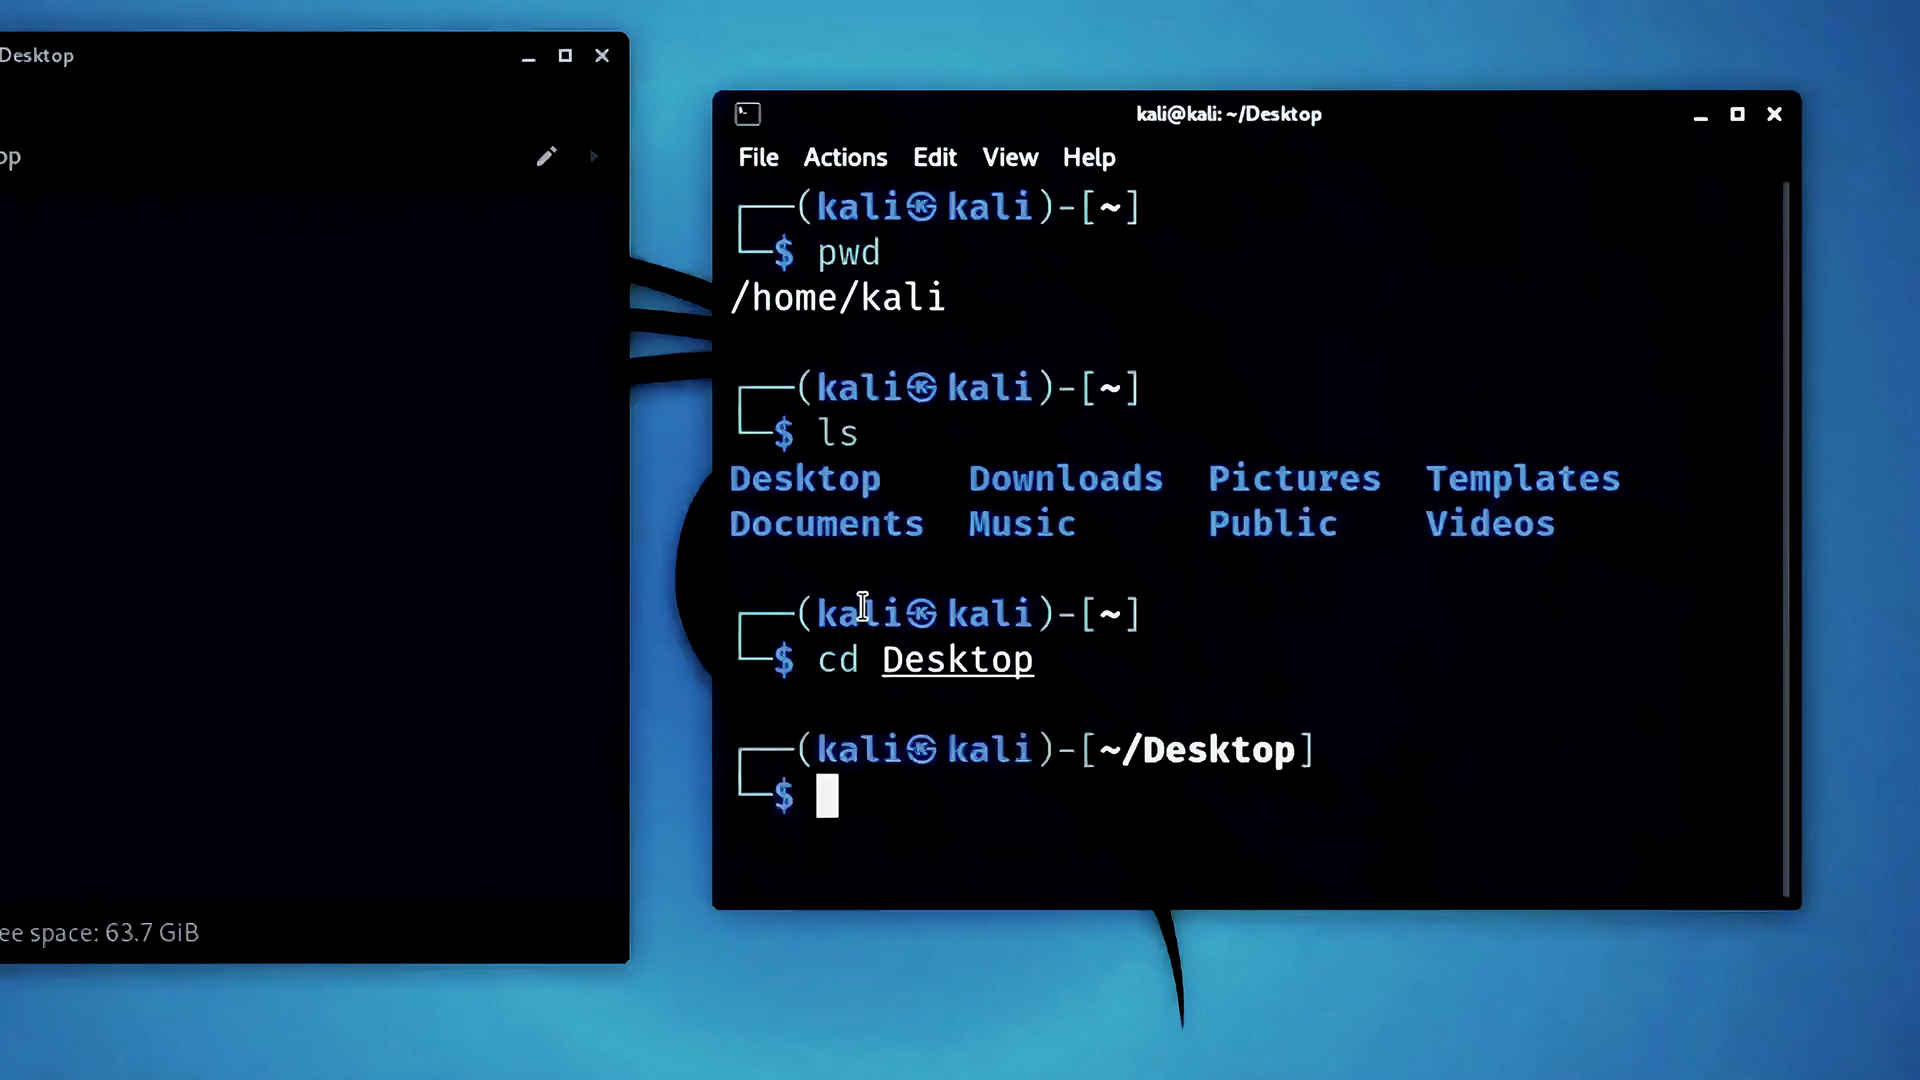 Desktop
op
ee space: 63.7 GiB
kali@kali: ~/Desktop
File Actions Edit View Help
┌──(kali㉿kali)-[~]
└─$ pwd
/home/kali
┌──(kali㉿kali)-[~]
└─$ ls
Desktop Downloads Pictures Templates
Documents Music Public Videos
┌──(kali㉿kali)-[~]
└─$ cd Desktop
┌──(kali㉿kali)-[~/Desktop]
└─$